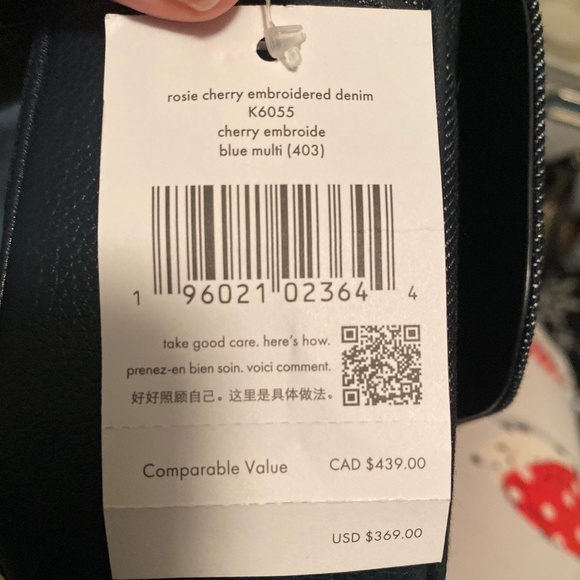 rosie cherry embroidered denim
K6055
cherry embroide
blue multi (403)
1 96021 02364 4
take good care. here's how.
prenez-en bien soin. voici comment.
好好照顾自己。这里是具体做法。
Comparable Value CAD $439.00
USD $369.00